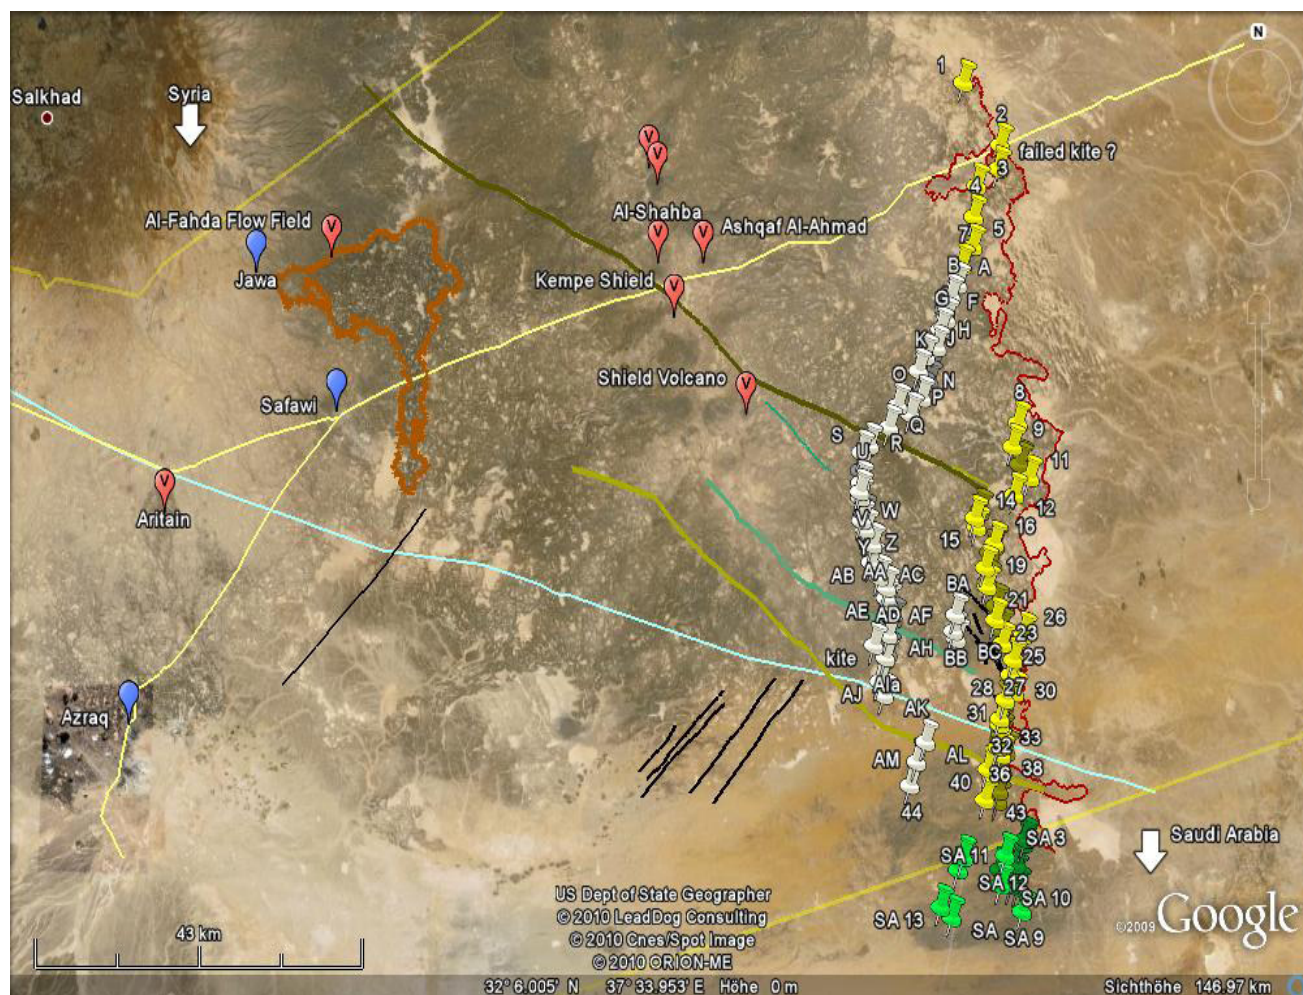 N
1
Salkhad
Syria
2
failed kite ?
3
4
Al-Fahda Flow Field
Al-Shahba
Ashqaf Al-Ahmad
5
7
Jawa
Kempe Shield
B
A
G
F
H
K
J
Shield Volcano
O
N
P
8
Safawi
Q
9
S
R
U
11
14
12
Aritain
W
V
16
15
Y
Z
19
AB
AA
AC
BA
21
AE
AD
AF
26
23
kite
AH
BB
BC
25
AJ
Ala
28
27
30
Azraq
AK
31
33
32
AM
AL
36
38
40
44
43
SA 3
Saudi Arabia
SA 11
SA 12
SA 10
US Dept of State Geographer
© 2010 LeadDog Consulting
© 2010 Cnes/Spot Image
© 2010 ORION-ME
SA 13
SA
SA 9
©2009 Google
43 km
32° 6.005' N 37° 33.953' E Höhe 0 m
Sichthöhe 146.97 km